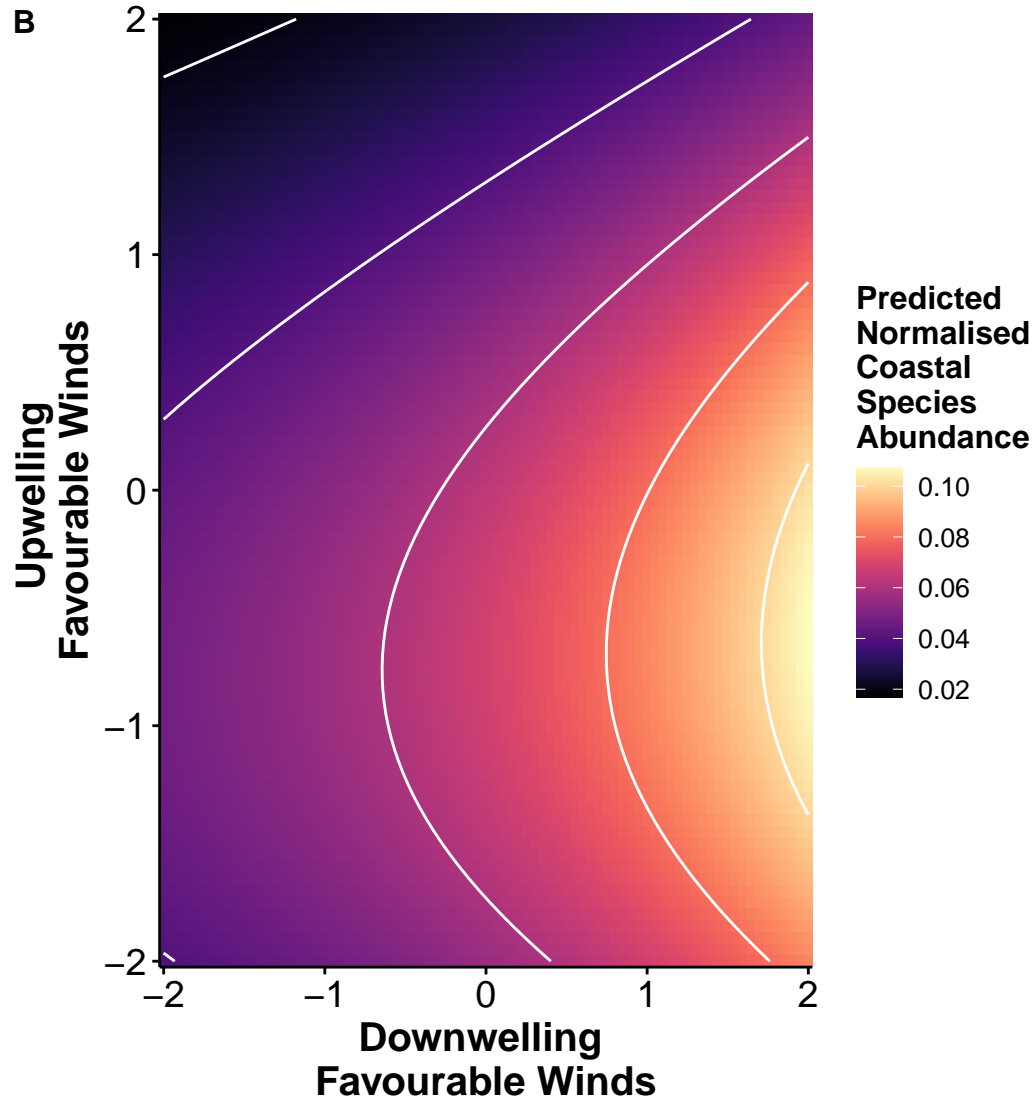 B
2
1
0
−1
−2
Upwelling
Favourable Winds
−2 −1 0 1 2
Downwelling
Favourable Winds
Predicted
Normalised
Coastal
Species
Abundance
0.10
0.08
0.06
0.04
0.02